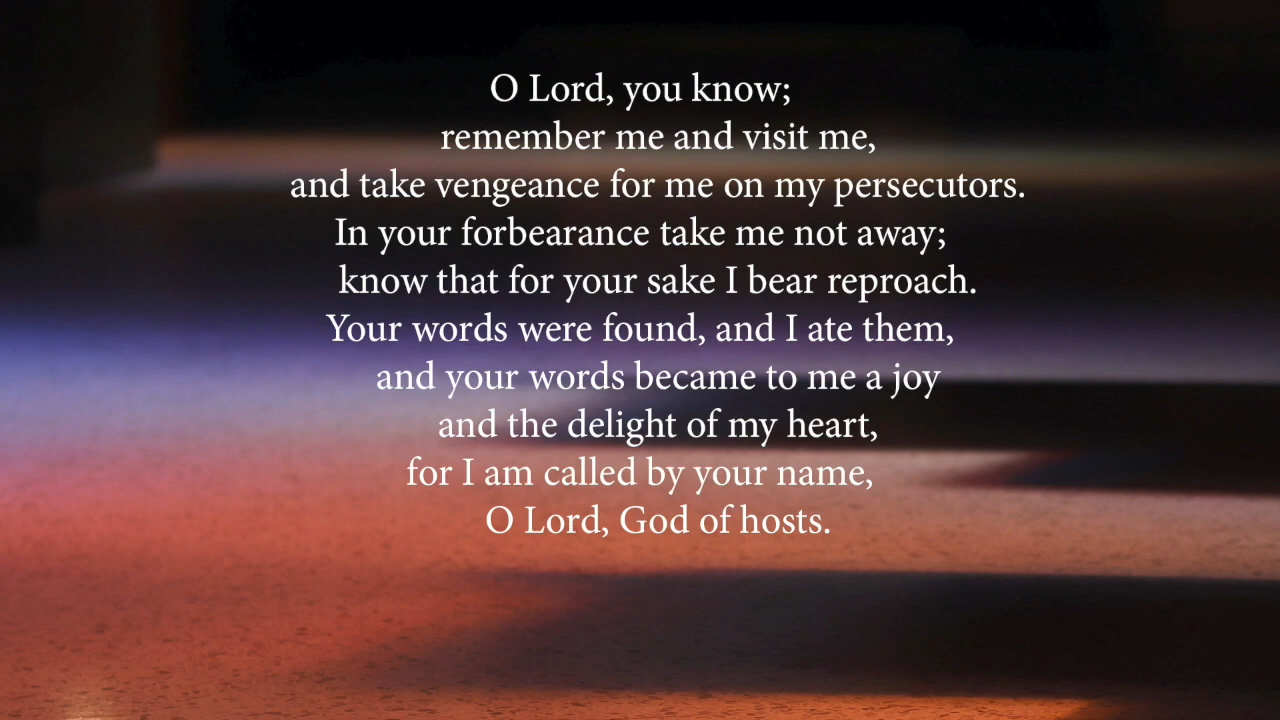 O Lord, you know;
remember me and visit me,
and take vengeance for me on my persecutors.
In your forbearance take me not away;
know that for your sake I bear reproach.
Your words were found, and I ate them,
and your words became to me a joy
and the delight of my heart,
for I am called by your name,
O Lord, God of hosts.